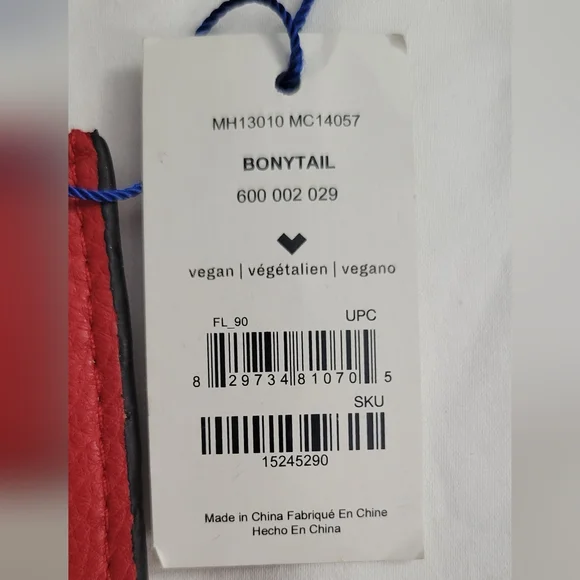 MH13010 MC14057
BONYTAIL
600 002 029
vegan | végétalien | vegano
FL_90 UPC
8 29734 81070 5
SKU
15245290
Made in China Fabriqué En Chine
Hecho En China